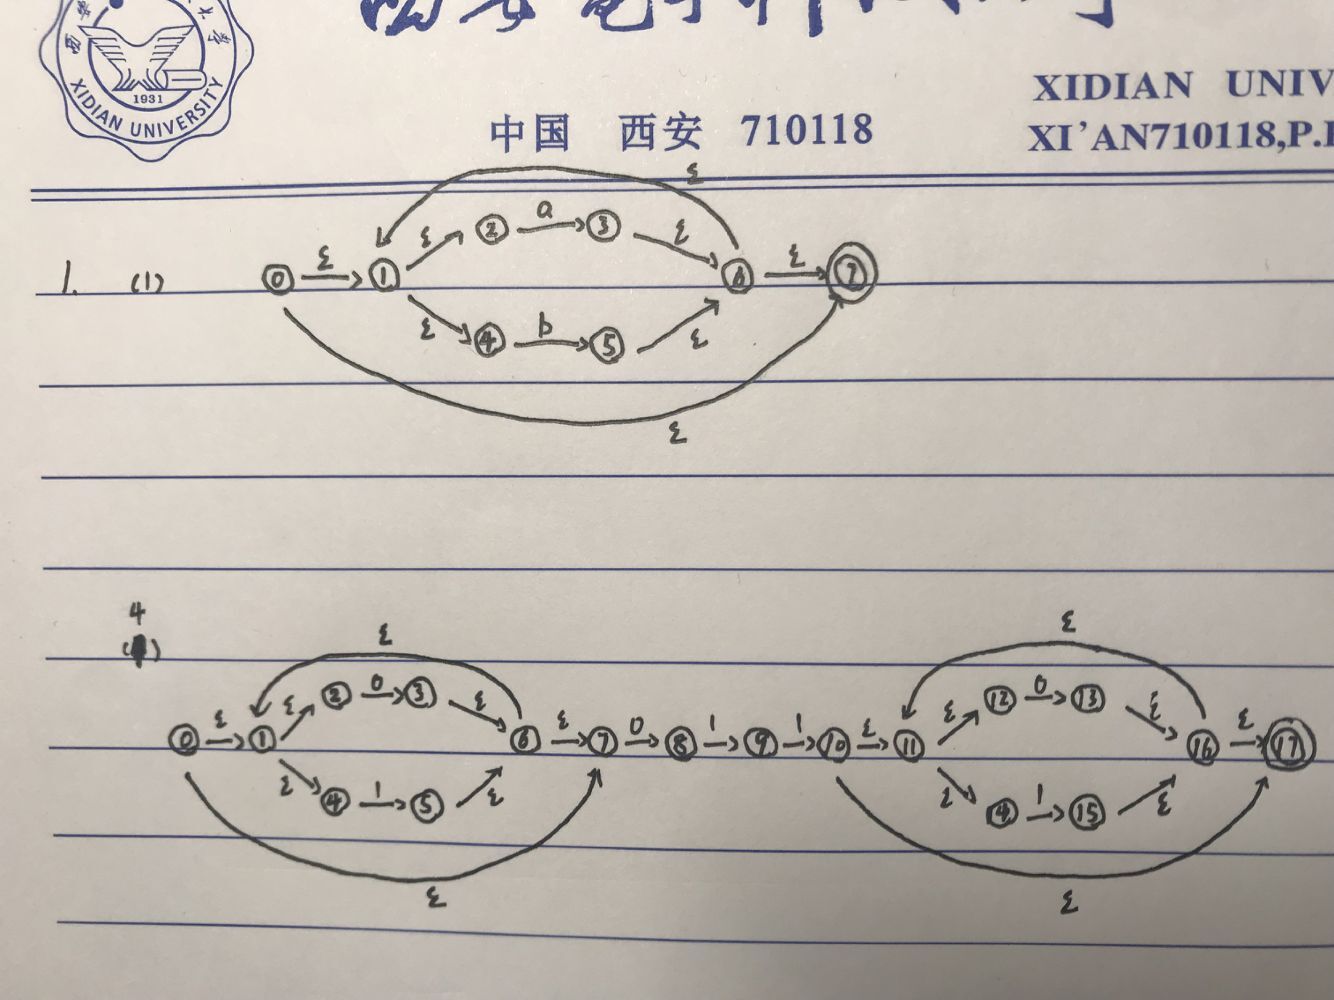 XIDIAN UNIVERSITY
1931
中国 西安 710118
XIDIAN UNIV
XI'AN710118,P.
1. (1)
ε
ε a ε
0 ε 1 2 3 6 ε 7
ε 4 b 5 ε
ε
4
( )
ε ε
ε 2 0 3 ε ε 12 0 13 ε
0 ε 1 6 ε 7 0 8 1 9 1 10 ε 11 16 ε 17
ε 4 1 5 ε ε 14 1 15 ε
ε ε